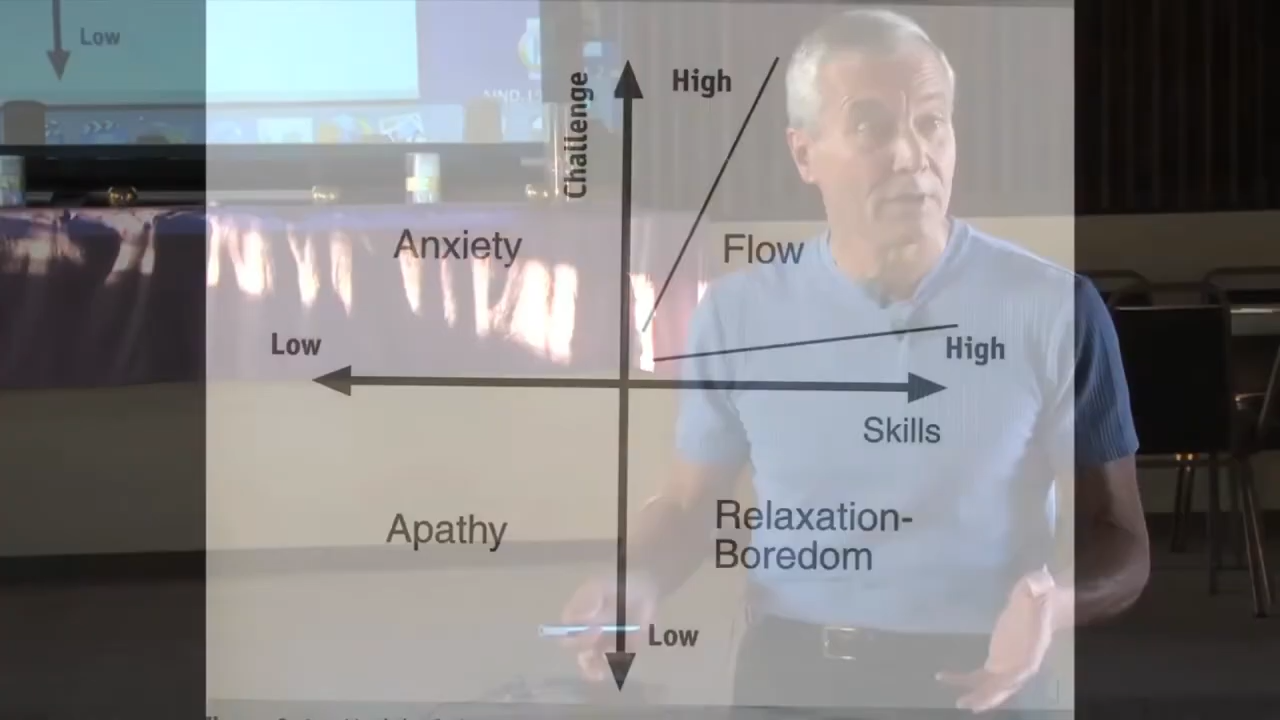 Low
Challenge
High
Anxiety
Flow
Low
High
Skills
Apathy
Relaxation-
Boredom
Low